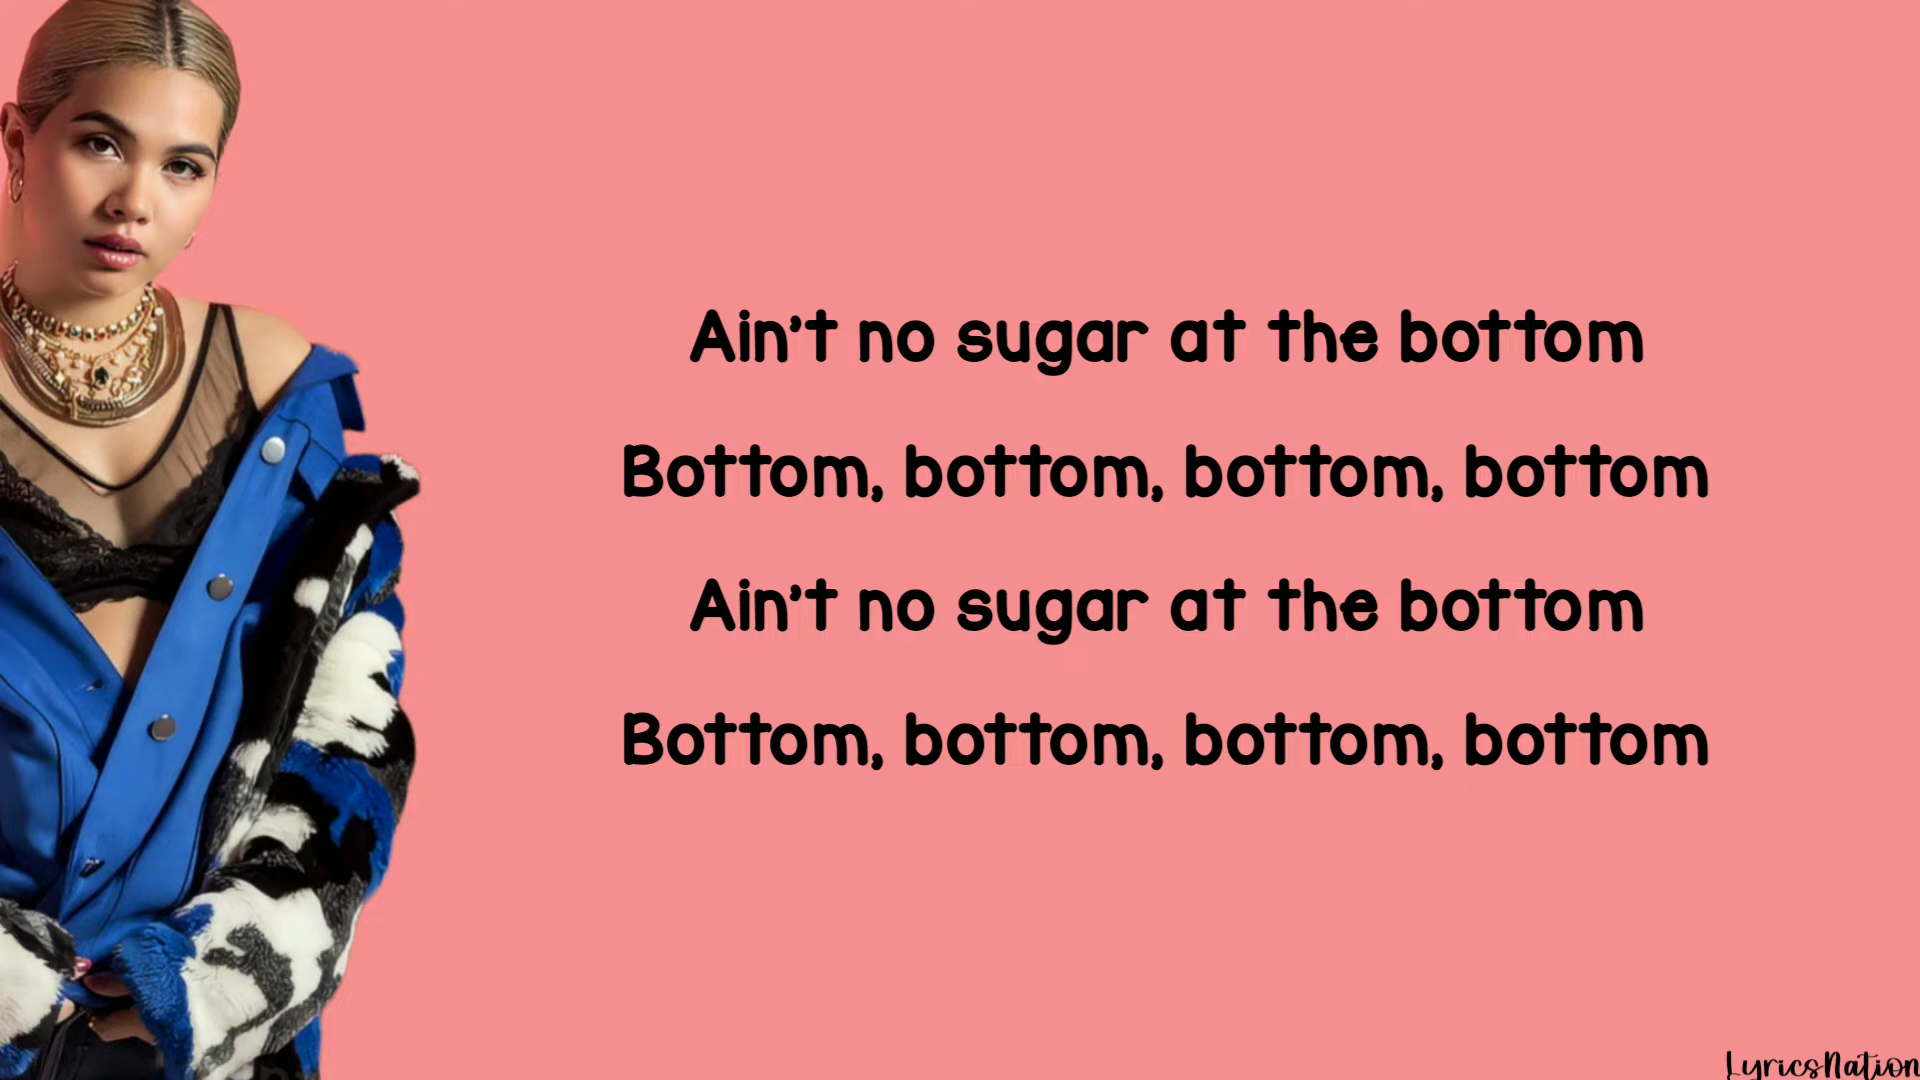 Ain't no sugar at the bottom
Bottom, bottom, bottom, bottom
Ain't no sugar at the bottom
Bottom, bottom, bottom, bottom
LyricsNation